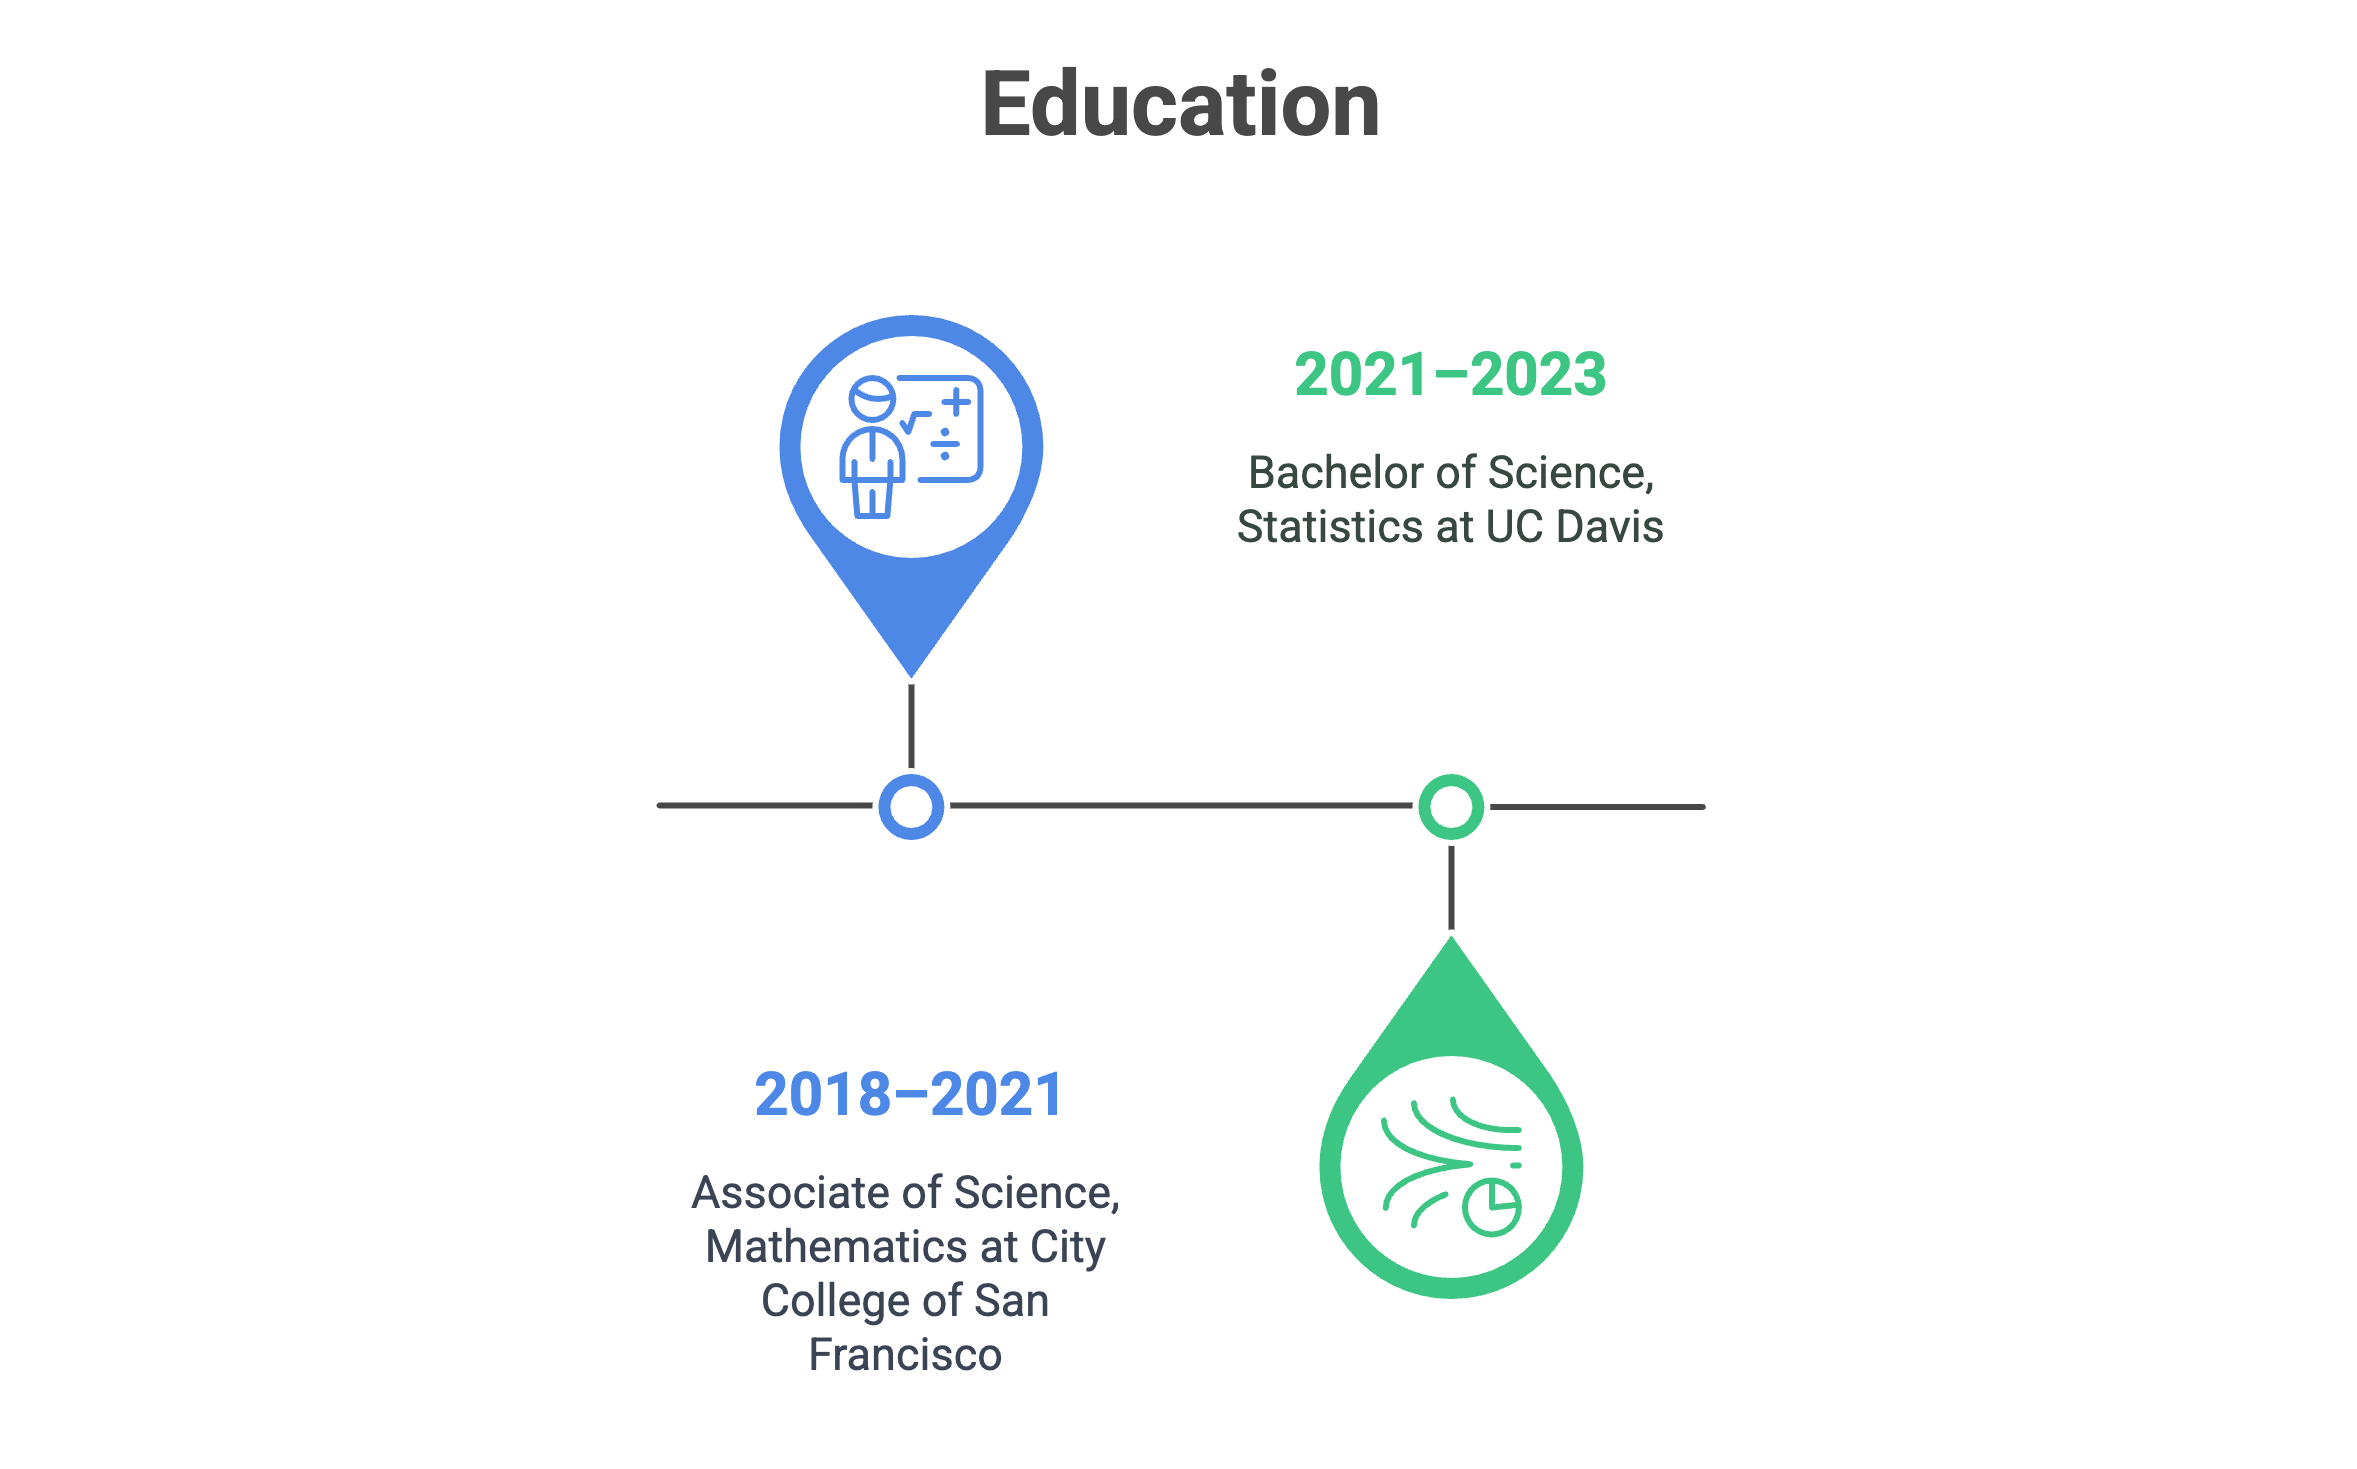 Education
2021–2023
Bachelor of Science,
Statistics at UC Davis
2018–2021
Associate of Science,
Mathematics at City
College of San
Francisco